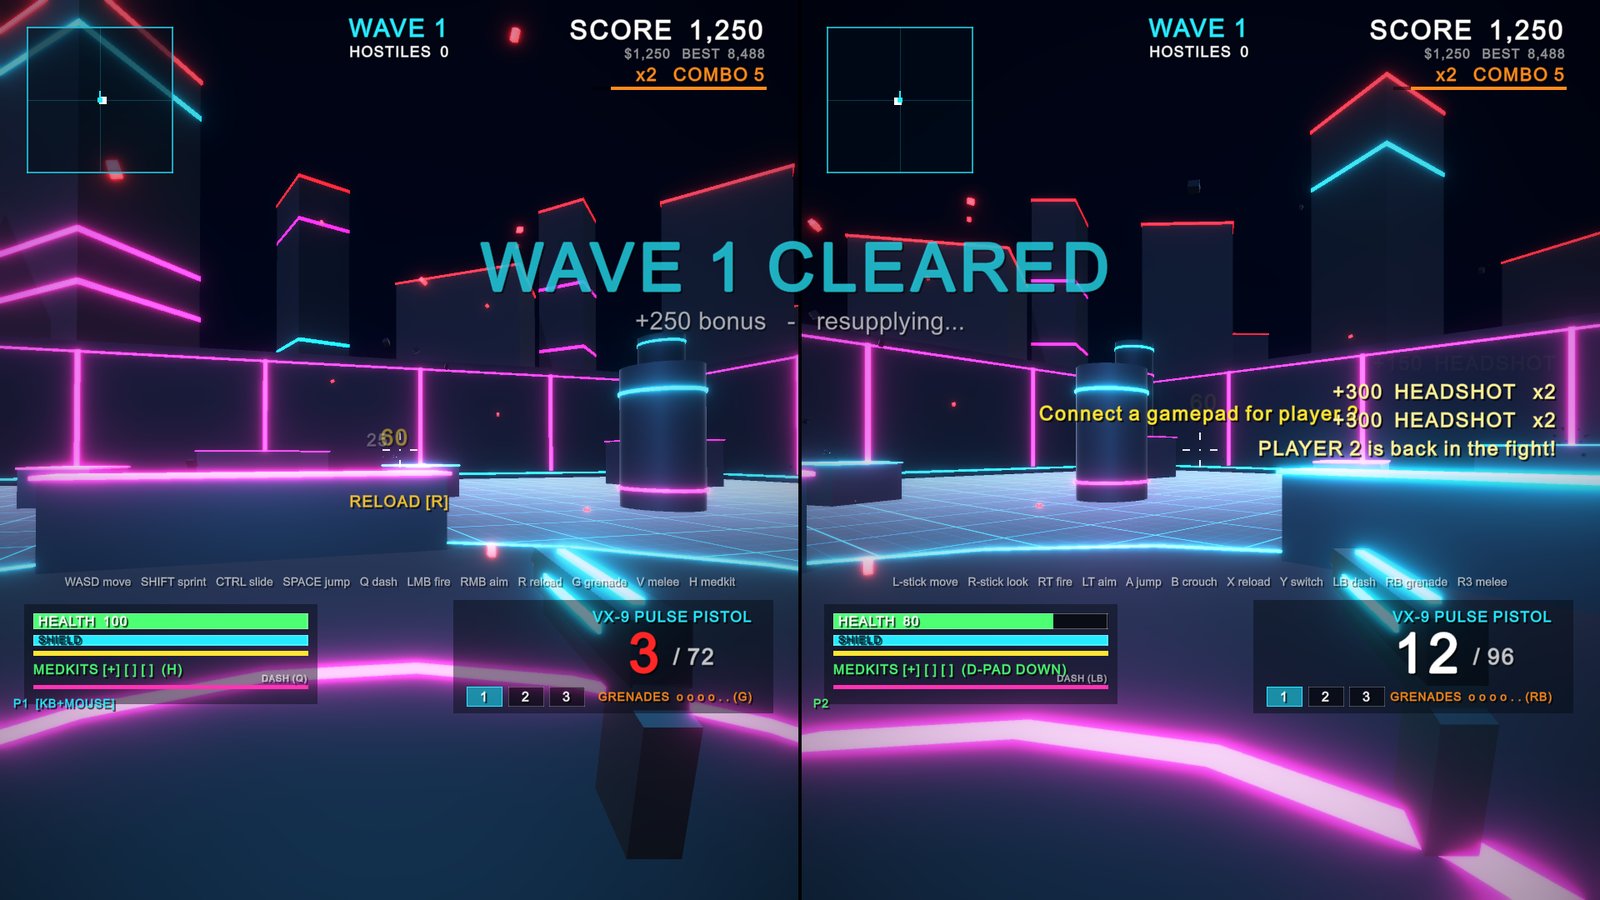 WAVE 1
HOSTILES 0
SCORE 1,250
$1,250 BEST 8,488
x2 COMBO 5
WAVE 1
HOSTILES 0
SCORE 1,250
$1,250 BEST 8,488
x2 COMBO 5
WAVE 1 CLEARED
+250 bonus - resupplying...
+150 HEADSHOT
+300 HEADSHOT x2
Connect a gamepad for player 2
+300 HEADSHOT x2
PLAYER 2 is back in the fight!
25
60
60
RELOAD [R]
WASD move SHIFT sprint CTRL slide SPACE jump Q dash LMB fire RMB aim R reload G grenade V melee H medkit
L-stick move R-stick look RT fire LT aim A jump B crouch X reload Y switch LB dash RB grenade R3 melee
HEALTH 100
SHIELD
MEDKITS [+] [ ] [ ] (H)
DASH (Q)
P1 [KB+MOUSE]
VX-9 PULSE PISTOL
3 / 72
1 2 3 GRENADES o o o o . . (G)
HEALTH 80
SHIELD
MEDKITS [+] [ ] [ ] (D-PAD DOWN)
DASH (LB)
P2
VX-9 PULSE PISTOL
12 / 96
1 2 3 GRENADES o o o o . . (RB)